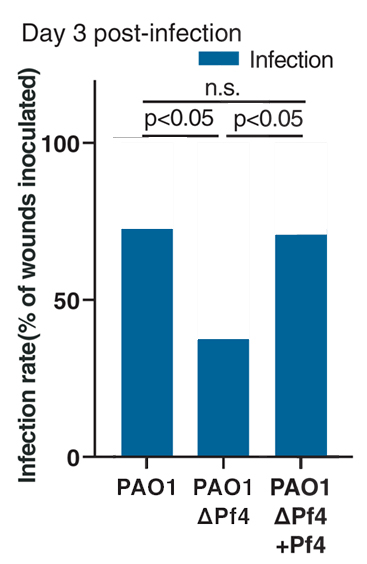 Day 3 post-infection
Infection
n.s.
p<0.05 p<0.05
Infection rate(% of wounds inoculated)
100
50
0
PAO1 PAO1 PAO1
ΔPf4 ΔPf4
+Pf4